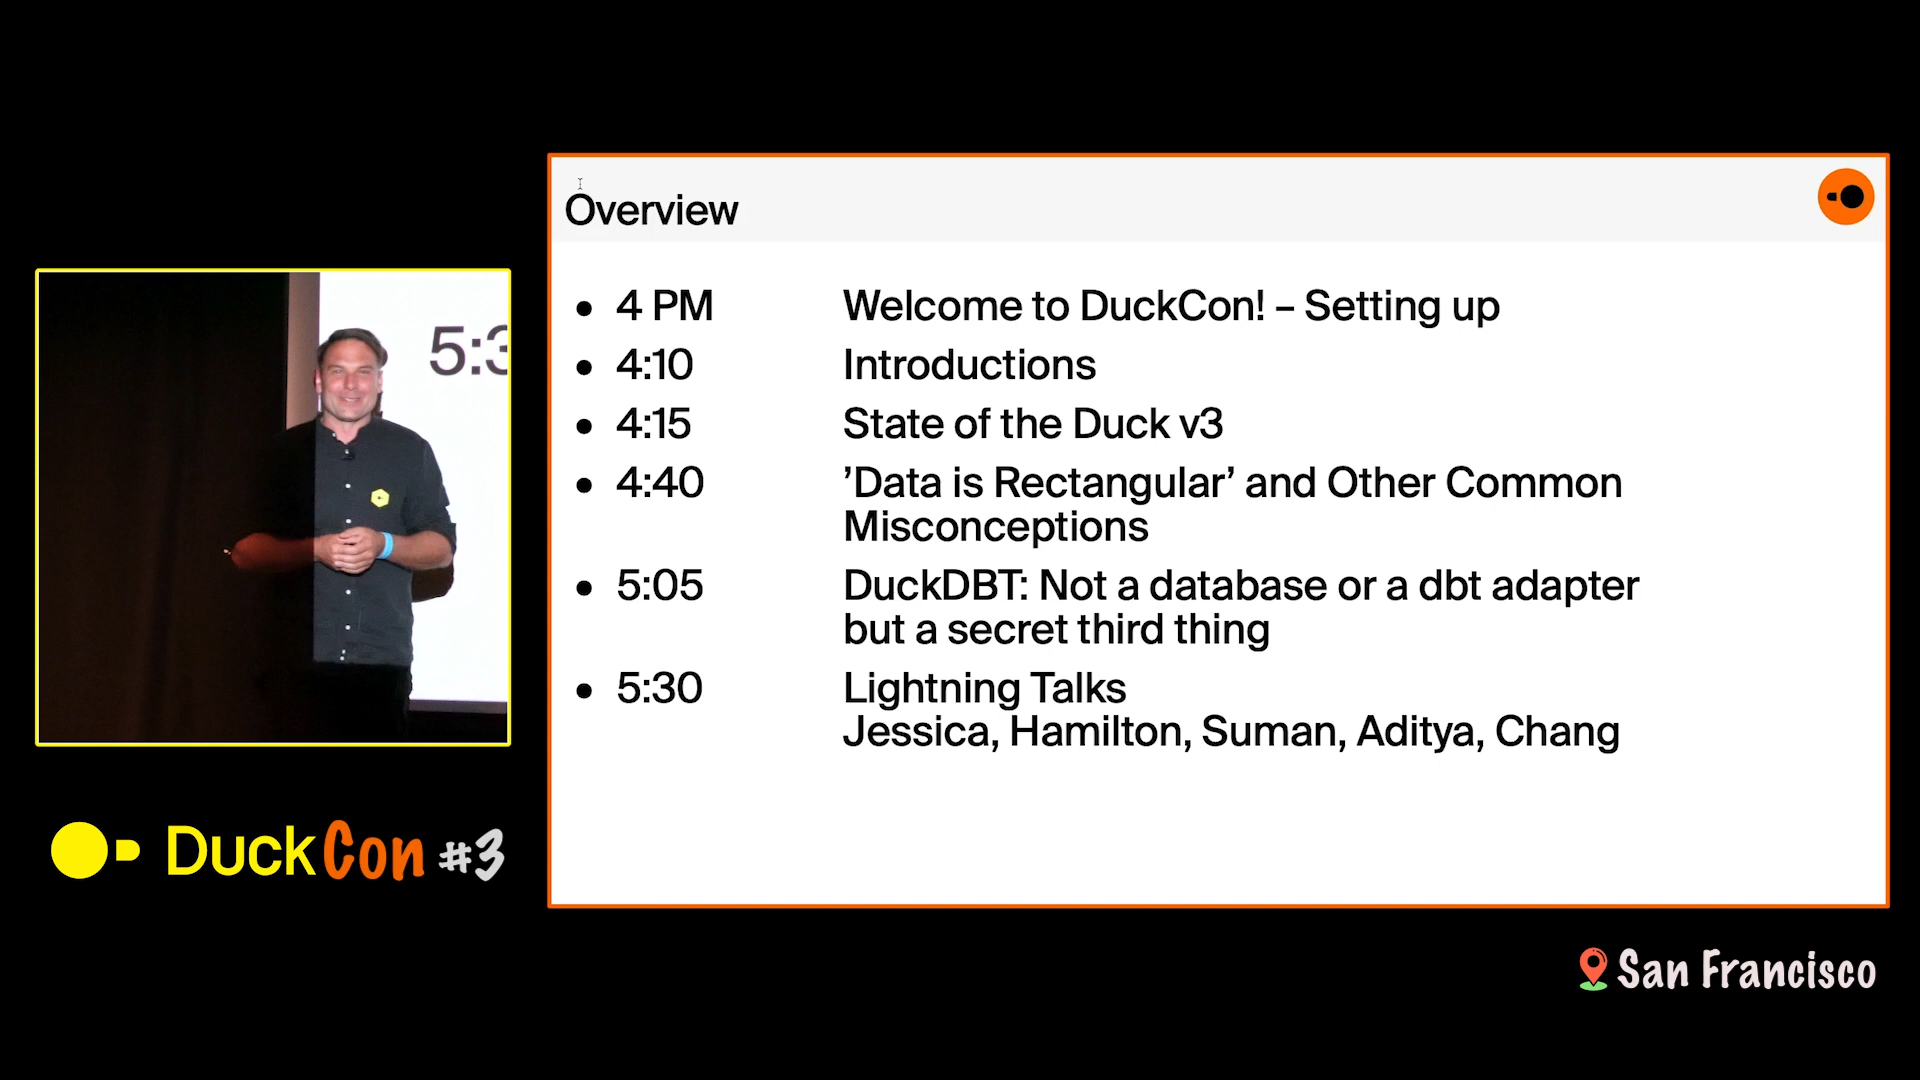 Overview
• 4 PM Welcome to DuckCon! – Setting up
• 4:10 Introductions
• 4:15 State of the Duck v3
• 4:40 ’Data is Rectangular’ and Other Common
Misconceptions
• 5:05 DuckDBT: Not a database or a dbt adapter
but a secret third thing
• 5:30 Lightning Talks
Jessica, Hamilton, Suman, Aditya, Chang
5:3
DuckCon #3
San Francisco